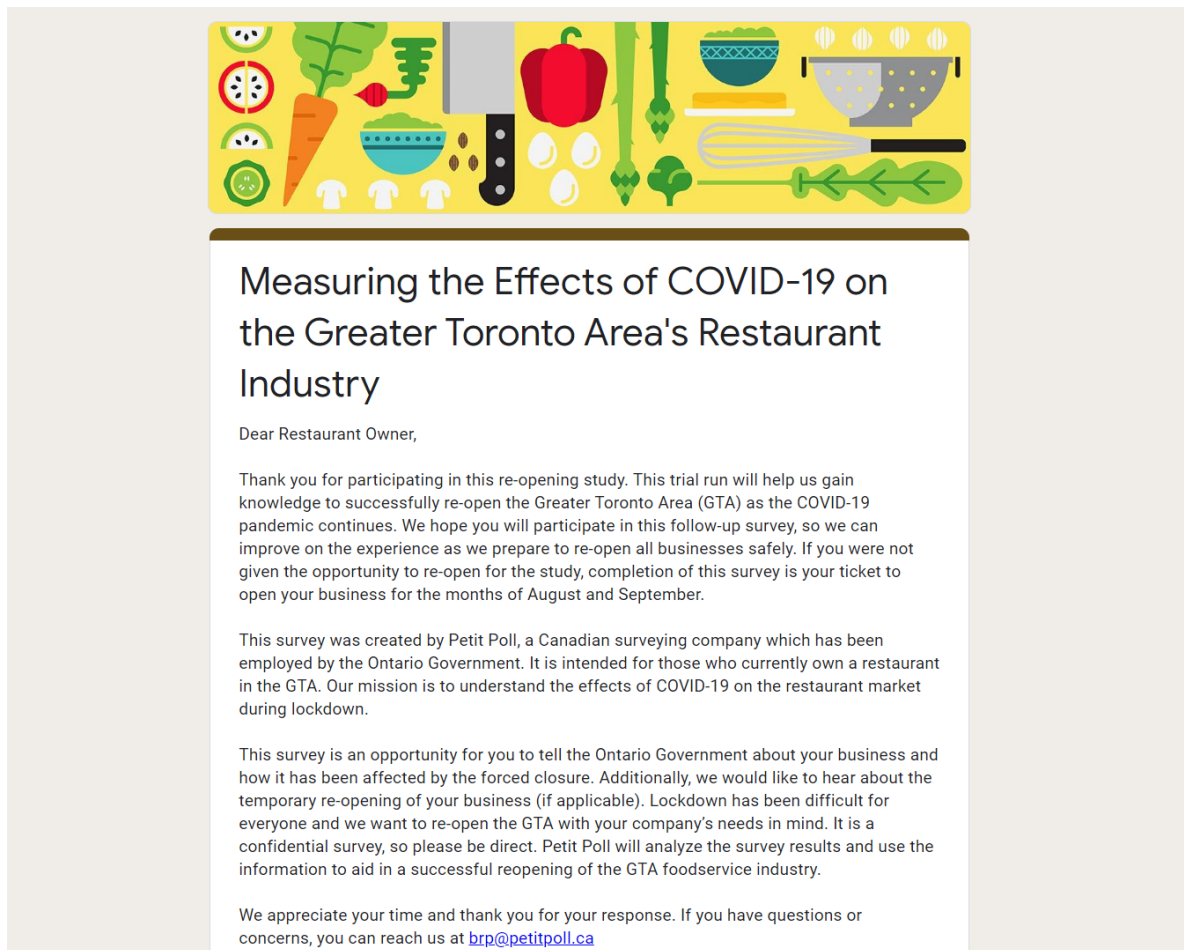 Measuring the Effects of COVID-19 on
the Greater Toronto Area's Restaurant
Industry
Dear Restaurant Owner,
Thank you for participating in this re-opening study. This trial run will help us gain
knowledge to successfully re-open the Greater Toronto Area (GTA) as the COVID-19
pandemic continues. We hope you will participate in this follow-up survey, so we can
improve on the experience as we prepare to re-open all businesses safely. If you were not
given the opportunity to re-open for the study, completion of this survey is your ticket to
open your business for the months of August and September.
This survey was created by Petit Poll, a Canadian surveying company which has been
employed by the Ontario Government. It is intended for those who currently own a restaurant
in the GTA. Our mission is to understand the effects of COVID-19 on the restaurant market
during lockdown.
This survey is an opportunity for you to tell the Ontario Government about your business and
how it has been affected by the forced closure. Additionally, we would like to hear about the
temporary re-opening of your business (if applicable). Lockdown has been difficult for
everyone and we want to re-open the GTA with your company’s needs in mind. It is a
confidential survey, so please be direct. Petit Poll will analyze the survey results and use the
information to aid in a successful reopening of the GTA foodservice industry.
We appreciate your time and thank you for your response. If you have questions or
concerns, you can reach us at brp@petitpoll.ca